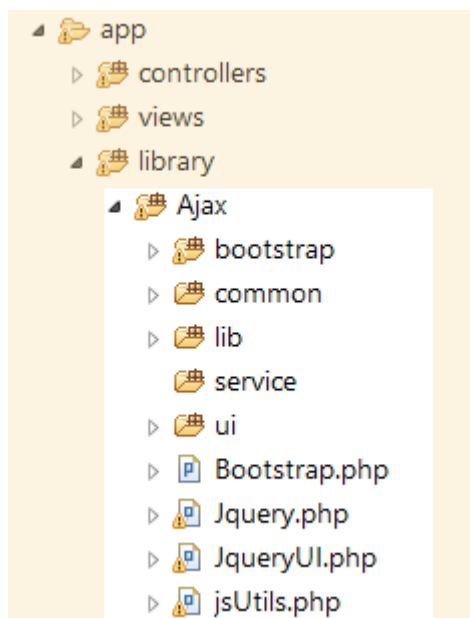 app
controllers
views
library
Ajax
bootstrap
common
lib
service
ui
Bootstrap.php
Jquery.php
JqueryUI.php
jsUtils.php